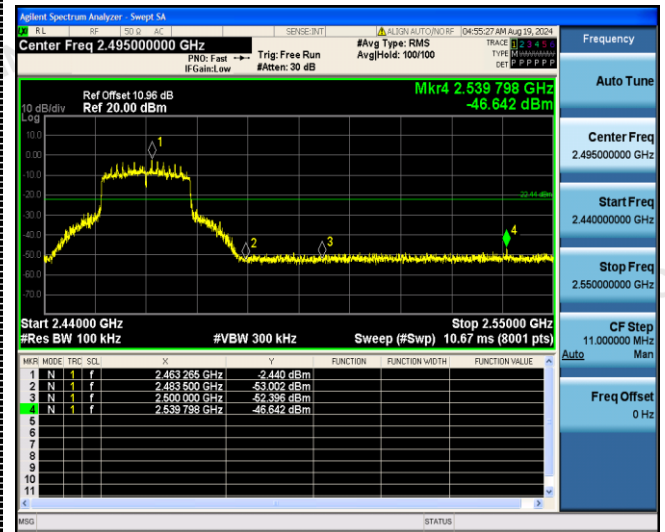 Agilent Spectrum Analyzer - Swept SA
RL RF 50 Ω AC SENSE:INT ALIGN AUTO/NO RF 04:55:27 AM Aug 19, 2024
Center Freq 2.495000000 GHz
PNO: Fast
IFGain:Low
Trig: Free Run
#Atten: 30 dB
#Avg Type: RMS
Avg|Hold: 100/100
TRACE 1 2 3 4 5 6
TYPE M
DET P P P P P P
Frequency
Auto Tune
Center Freq
2.495000000 GHz
Start Freq
2.440000000 GHz
Stop Freq
2.550000000 GHz
CF Step
11.000000 MHz
Auto Man
Freq Offset
0 Hz
Mkr4 2.539 798 GHz
-46.642 dBm
Ref Offset 10.96 dB
10 dB/div Ref 20.00 dBm
Log
10.0
0.00
-10.0
-20.0
-30.0
-40.0
-50.0
-60.0
-70.0
1
2
3
4
-22.44 dBm
Start 2.44000 GHz Stop 2.55000 GHz
#Res BW 100 kHz #VBW 300 kHz Sweep (#Swp) 10.67 ms (8001 pts)
MKR MODE TRC SCL X Y FUNCTION FUNCTION WIDTH FUNCTION VALUE
1 N 1 f 2.463 265 GHz -2.440 dBm
2 N 1 f 2.483 500 GHz -53.002 dBm
3 N 1 f 2.500 000 GHz -52.396 dBm
4 N 1 f 2.539 798 GHz -46.642 dBm
5
6
7
8
9
10
11
MSG STATUS